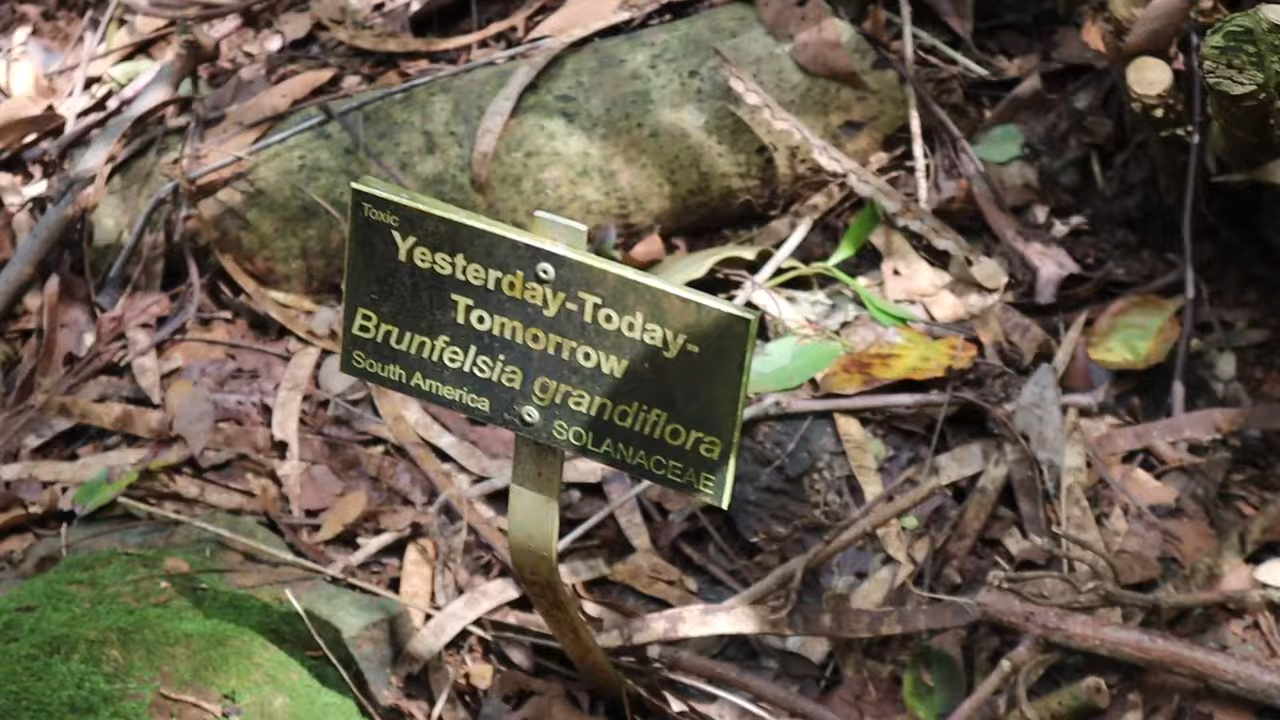 Toxic
Yesterday-Today-
Tomorrow
Brunfelsia grandiflora
South America
SOLANACEAE